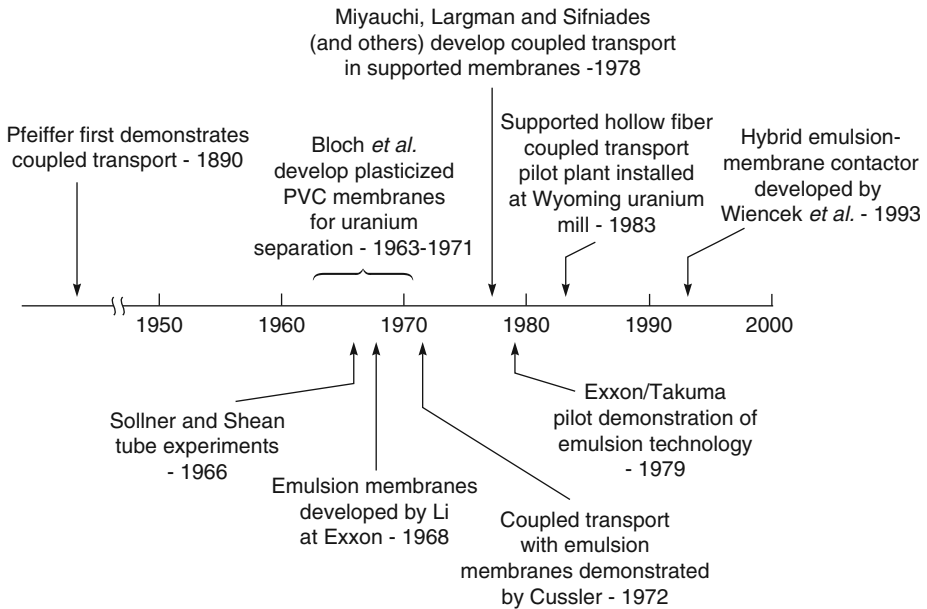 Miyauchi, Largman and Sifniades
(and others) develop coupled transport
in supported membranes -1978
Pfeiffer first demonstrates
coupled transport - 1890
Bloch et al.
develop plasticized
PVC membranes
for uranium
separation - 1963-1971
Supported hollow fiber
coupled transport
pilot plant installed
at Wyoming uranium
mill - 1983
Hybrid emulsion-
membrane contactor
developed by
Wiencek et al. - 1993
1950 1960 1970 1980 1990 2000
Sollner and Shean
tube experiments
- 1966
Emulsion membranes
developed by Li
at Exxon - 1968
Coupled transport
with emulsion
membranes demonstrated
by Cussler - 1972
Exxon/Takuma
pilot demonstration of
emulsion technology
- 1979